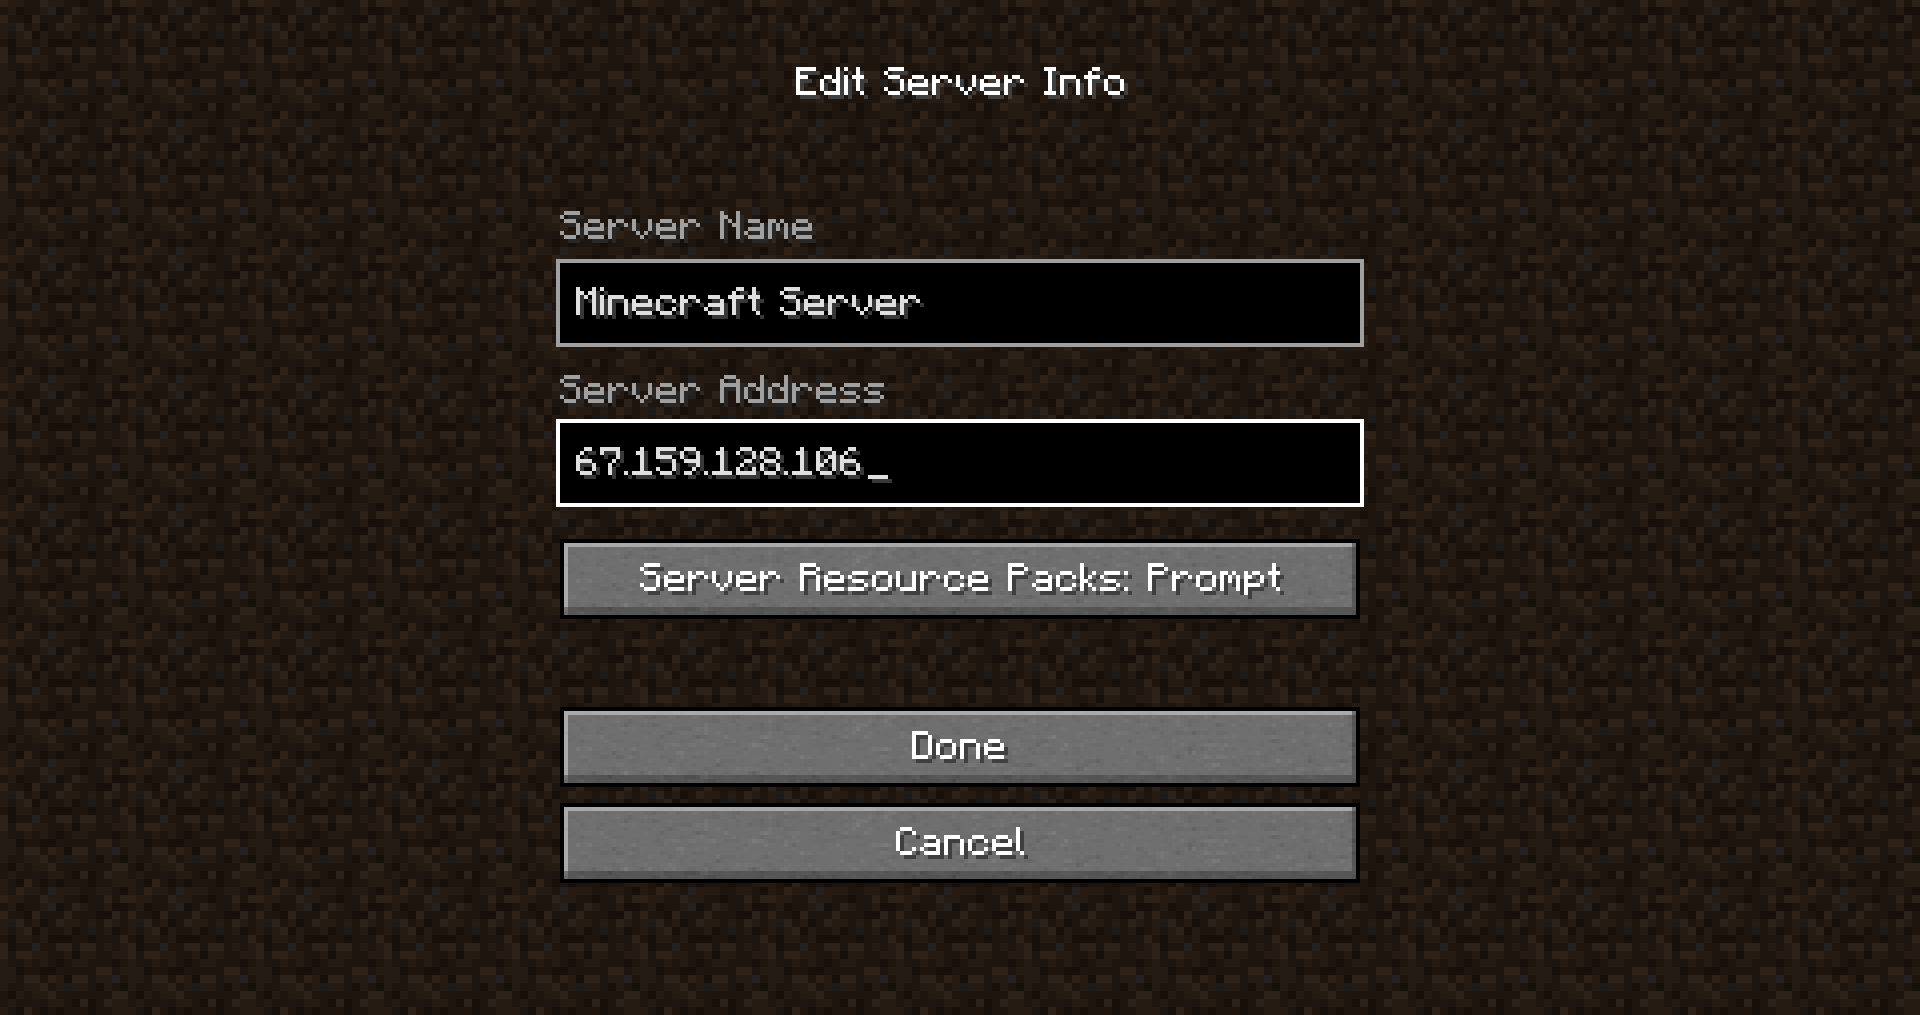 Edit Server Info
Server Name
Minecraft Server
Server Address
67.159.128.106_
Server Resource Packs: Prompt
Done
Cancel